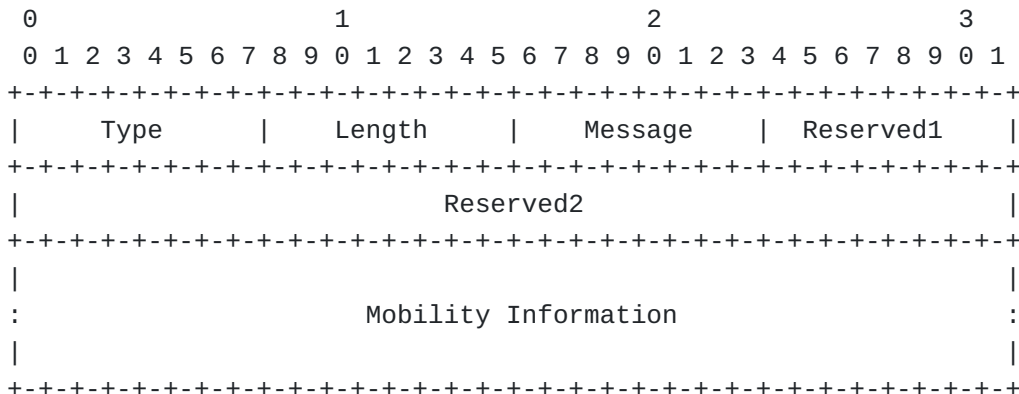 0                   1                   2                   3
 0 1 2 3 4 5 6 7 8 9 0 1 2 3 4 5 6 7 8 9 0 1 2 3 4 5 6 7 8 9 0 1
+-+-+-+-+-+-+-+-+-+-+-+-+-+-+-+-+-+-+-+-+-+-+-+-+-+-+-+-+-+-+-+-+
|     Type      |    Length     |    Message    |  Reserved1    |
+-+-+-+-+-+-+-+-+-+-+-+-+-+-+-+-+-+-+-+-+-+-+-+-+-+-+-+-+-+-+-+-+
|                           Reserved2                           |
+-+-+-+-+-+-+-+-+-+-+-+-+-+-+-+-+-+-+-+-+-+-+-+-+-+-+-+-+-+-+-+-+
|                                                               |
:                      Mobility Information                     :
|                                                               |
+-+-+-+-+-+-+-+-+-+-+-+-+-+-+-+-+-+-+-+-+-+-+-+-+-+-+-+-+-+-+-+-+